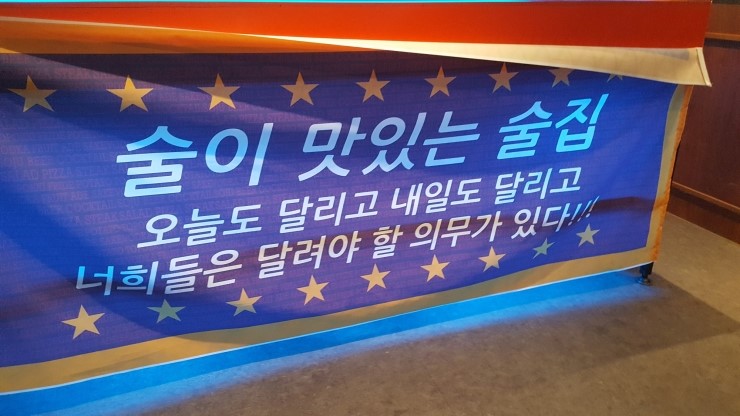 술이 맛있는 술집
오늘도 달리고 내일도 달리고
너희들은 달려야 할 의무가 있다!!!